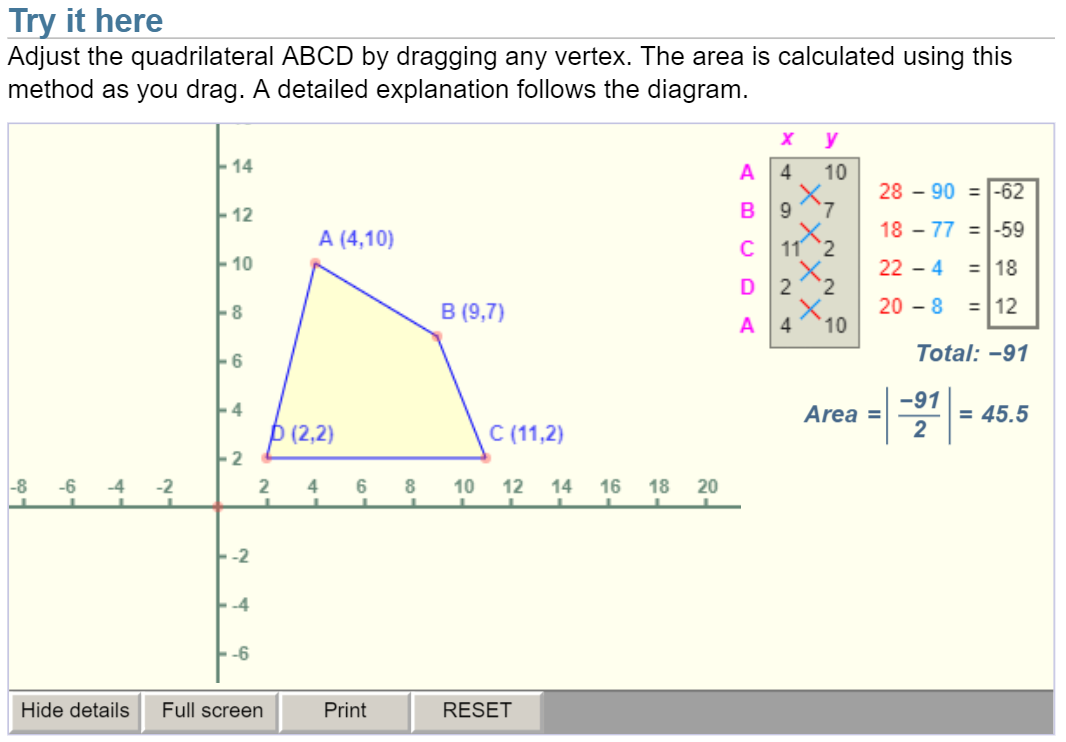 Try it here
Adjust the quadrilateral ABCD by dragging any vertex. The area is calculated using this
method as you drag. A detailed explanation follows the diagram.
x y
A 4 10
28 – 90 = -62
B 9 7
18 – 77 = -59
C 11 2
22 – 4 = 18
D 2 2
20 – 8 = 12
A 4 10
Total: –91
Area = | –91 / 2 | = 45.5
14
12
10
8
6
4
2
-8 -6 -4 -2 2 4 6 8 10 12 14 16 18 20
-2
-4
-6
A (4,10)
B (9,7)
D (2,2)
C (11,2)
Hide details Full screen Print RESET